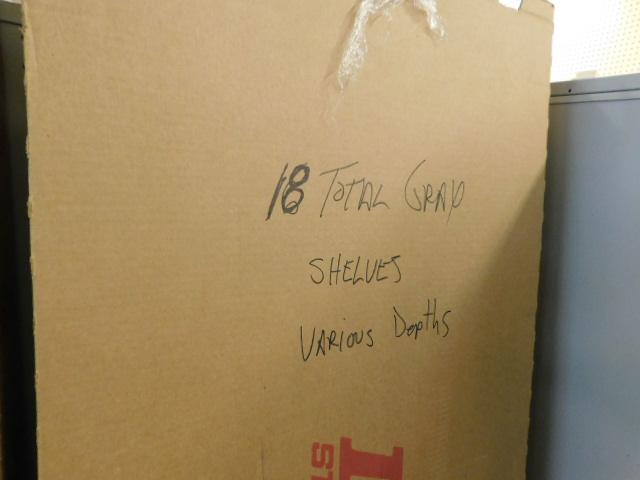 18 Total Gray
SHELVES
VARIOUS Depths